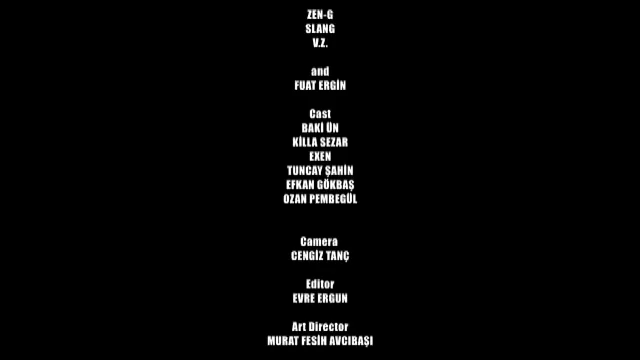 ZEN-G
SLANG
V.Z.
and
FUAT ERGİN
Cast
BAKİ ÜN
KİLLA SEZAR
EXEN
TUNCAY ŞAHİN
EFKAN GÖKBAŞ
OZAN PEMBEGÜL
Camera
CENGİZ TANÇ
Editor
EVRE ERGUN
Art Director
MURAT FESİH AVCIBAŞI